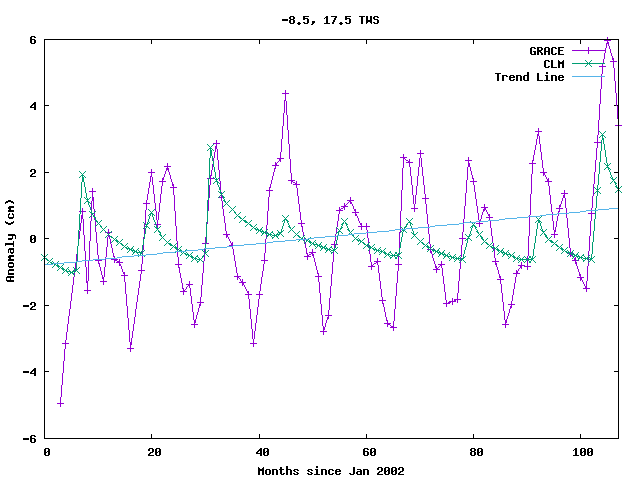 -8.5, 17.5 TWS
GRACE
CLM
Trend Line
Anomaly (cm)
6
4
2
0
-2
-4
-6
0 20 40 60 80 100
Months since Jan 2002